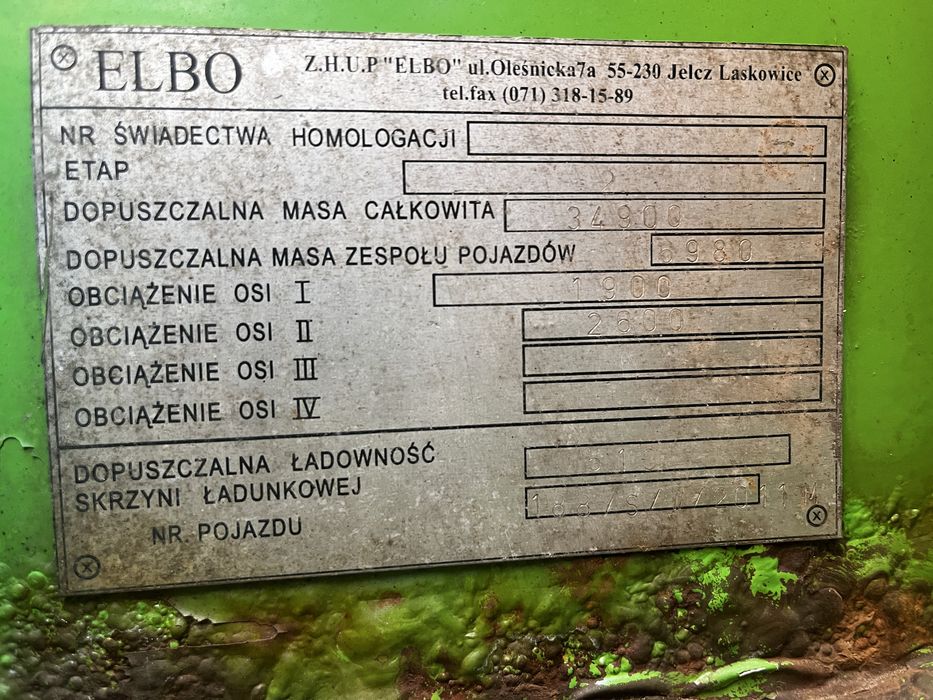 ELBO
Z.H.U.P "ELBO" ul.Oleśnicka7a 55-230 Jelcz Laskowice
tel.fax (071) 318-15-89
NR ŚWIADECTWA HOMOLOGACJI -
ETAP 2
DOPUSZCZALNA MASA CAŁKOWITA 34900
DOPUSZCZALNA MASA ZESPOŁU POJAZDÓW 6980
OBCIĄŻENIE OSI I 1900
OBCIĄŻENIE OSI II 2600
OBCIĄŻENIE OSI III
OBCIĄŻENIE OSI IV
DOPUSZCZALNA ŁADOWNOŚĆ
SKRZYNI ŁADUNKOWEJ
NR POJAZDU